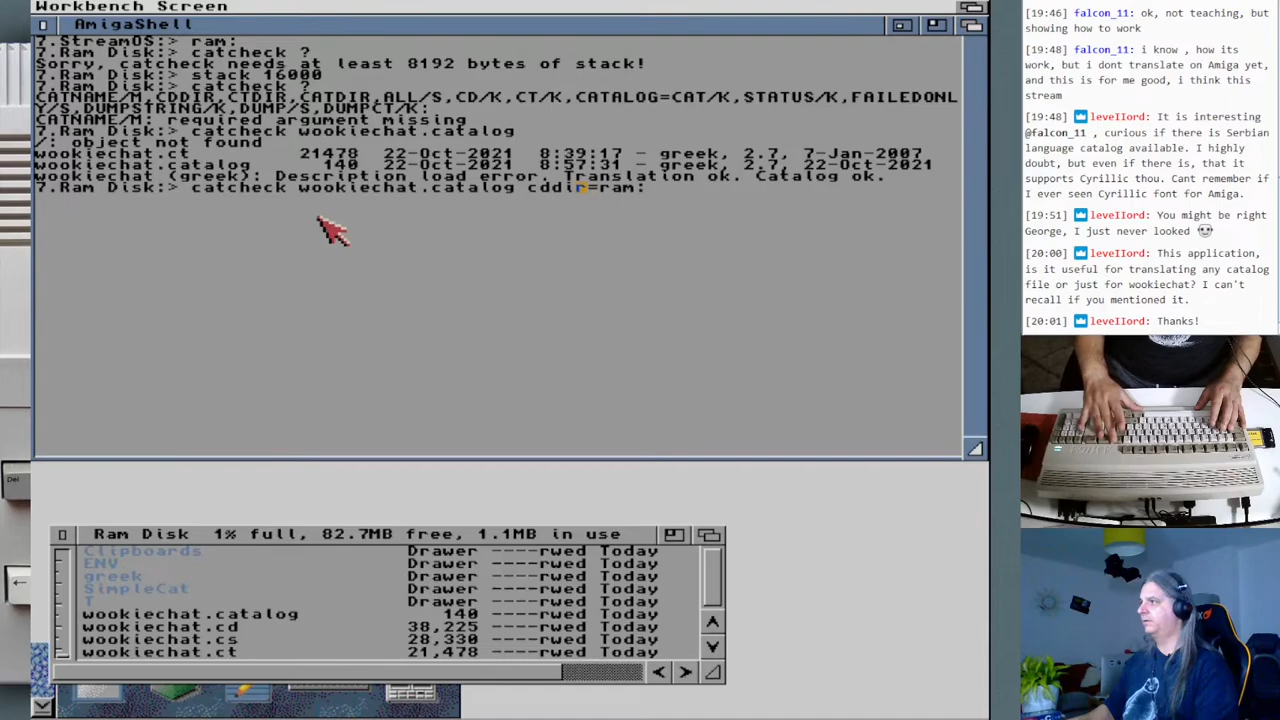 Workbench Screen
AmigaShell
7.StreamOS:> ram:
7.Ram Disk:> catcheck ?
Sorry, catcheck needs at least 8192 bytes of stack!
7.Ram Disk:> stack 16000
7.Ram Disk:> catcheck ?
CATNAME/M,CDDIR,CTDIR,CATDIR,ALL/S,CD/K,CT/K,CATALOG=CAT/K,STATUS/K,FAILEDONL
Y/S,DUMPSTRING/K,DUMP/S,DUMPCT/K:
CATNAME/M: required argument missing
7.Ram Disk:> catcheck wookiechat.catalog
/: object not found
wookiechat.ct 21478 22-Oct-2021 8:39:17 - greek, 2.7, 7-Jan-2007
wookiechat.catalog 140 22-Oct-2021 8:57:31 - greek, 2.7, 22-Oct-2021
wookiechat (greek): Description load error. Translation ok. Catalog ok.
7.Ram Disk:> catcheck wookiechat.catalog cddir=ram:
Ram Disk 1% full, 82.7MB free, 1.1MB in use
Clipboards Drawer ----rwed Today
ENV Drawer ----rwed Today
greek Drawer ----rwed Today
SimpleCat Drawer ----rwed Today
T Drawer ----rwed Today
wookiechat.catalog 140 ----rwed Today
wookiechat.cd 38,225 ----rwed Today
wookiechat.cs 28,330 ----rwed Today
wookiechat.ct 21,478 ----rwed Today
Del
[19:46] falcon_11: ok, not teaching, but
showing how to work
[19:48] falcon_11: i know , how its
work, but i dont translate on Amiga yet,
and this is for me good, i think this
stream
[19:48] leveIIord: It is interesting
@falcon_11 , curious if there is Serbian
language catalog available. I highly
doubt, but even if there is, that it
supports Cyrillic thou. Cant remember if
I ever seen Cyrillic font for Amiga.
[19:51] leveIIord: You might be right
George, I just never looked
[20:00] leveIIord: This application,
is it useful for translating any catalog
file or just for wookiechat? I can't
recall if you mentioned it.
[20:01] leveIIord: Thanks!